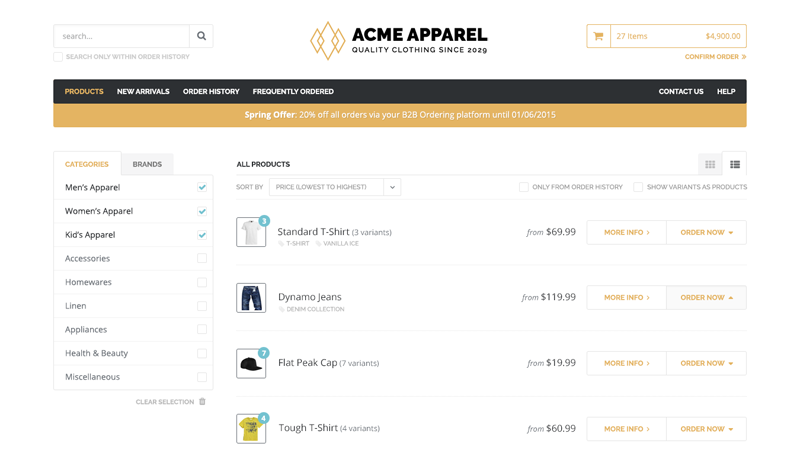 search...
SEARCH ONLY WITHIN ORDER HISTORY
ACME APPAREL
QUALITY CLOTHING SINCE 2029
27 Items $4,900.00
CONFIRM ORDER »
PRODUCTS NEW ARRIVALS ORDER HISTORY FREQUENTLY ORDERED CONTACT US HELP
Spring Offer: 20% off all orders via your B2B Ordering platform until 01/06/2015
CATEGORIES BRANDS
Men's Apparel
Women's Apparel
Kid's Apparel
Accessories
Homewares
Linen
Appliances
Health & Beauty
Miscellaneous
CLEAR SELECTION
ALL PRODUCTS
SORT BY PRICE (LOWEST TO HIGHEST) ONLY FROM ORDER HISTORY SHOW VARIANTS AS PRODUCTS
3
Standard T-Shirt (3 variants) from $69.99 MORE INFO > ORDER NOW
T-SHIRT VANILLA ICE
Dynamo Jeans from $119.99 MORE INFO > ORDER NOW
DENIM COLLECTION
7
Flat Peak Cap (7 variants) from $19.99 MORE INFO > ORDER NOW
4
Tough T-Shirt (4 variants) from $60.99 MORE INFO > ORDER NOW